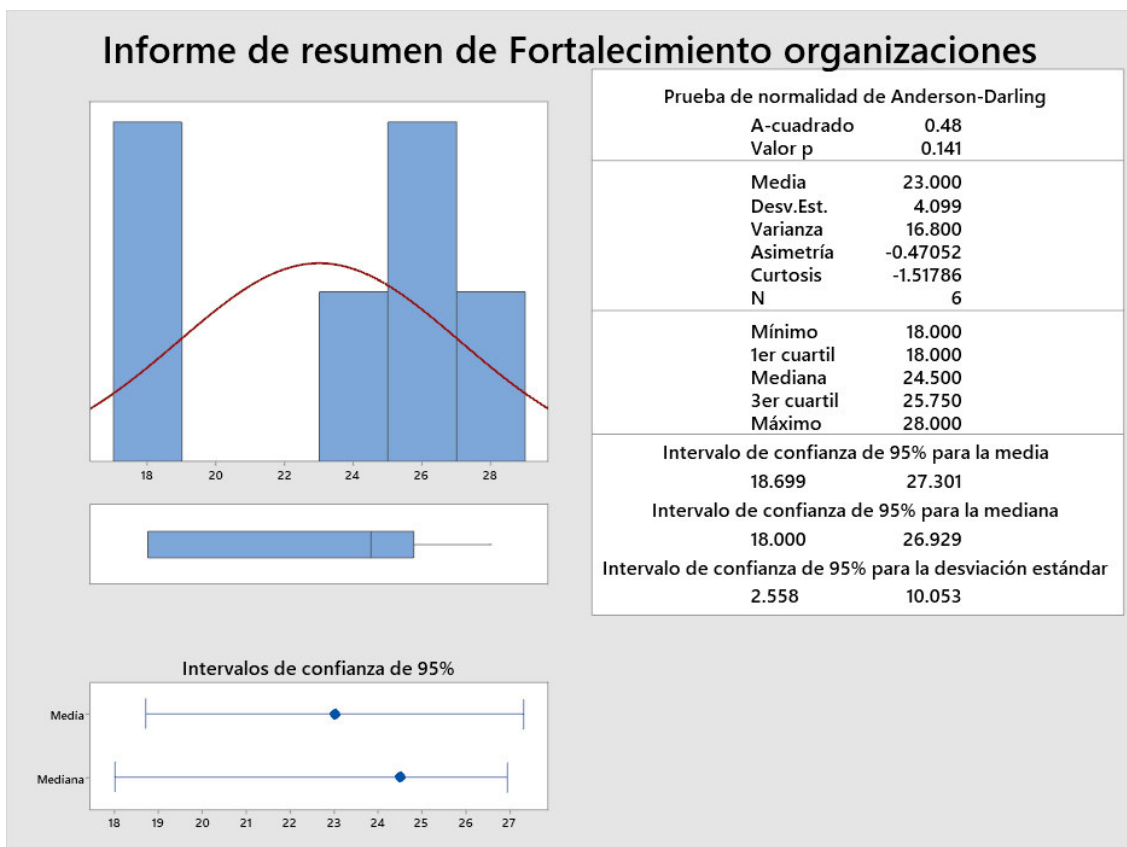 Informe de resumen de Fortalecimiento organizaciones
18 20 22 24 26 28
Intervalos de confianza de 95%
Media
Mediana
18 19 20 21 22 23 24 25 26 27
Prueba de normalidad de Anderson-Darling
A-cuadrado 0.48
Valor p 0.141
Media 23.000
Desv.Est. 4.099
Varianza 16.800
Asimetría -0.47052
Curtosis -1.51786
N 6
Mínimo 18.000
1er cuartil 18.000
Mediana 24.500
3er cuartil 25.750
Máximo 28.000
Intervalo de confianza de 95% para la media
18.699 27.301
Intervalo de confianza de 95% para la mediana
18.000 26.929
Intervalo de confianza de 95% para la desviación estándar
2.558 10.053